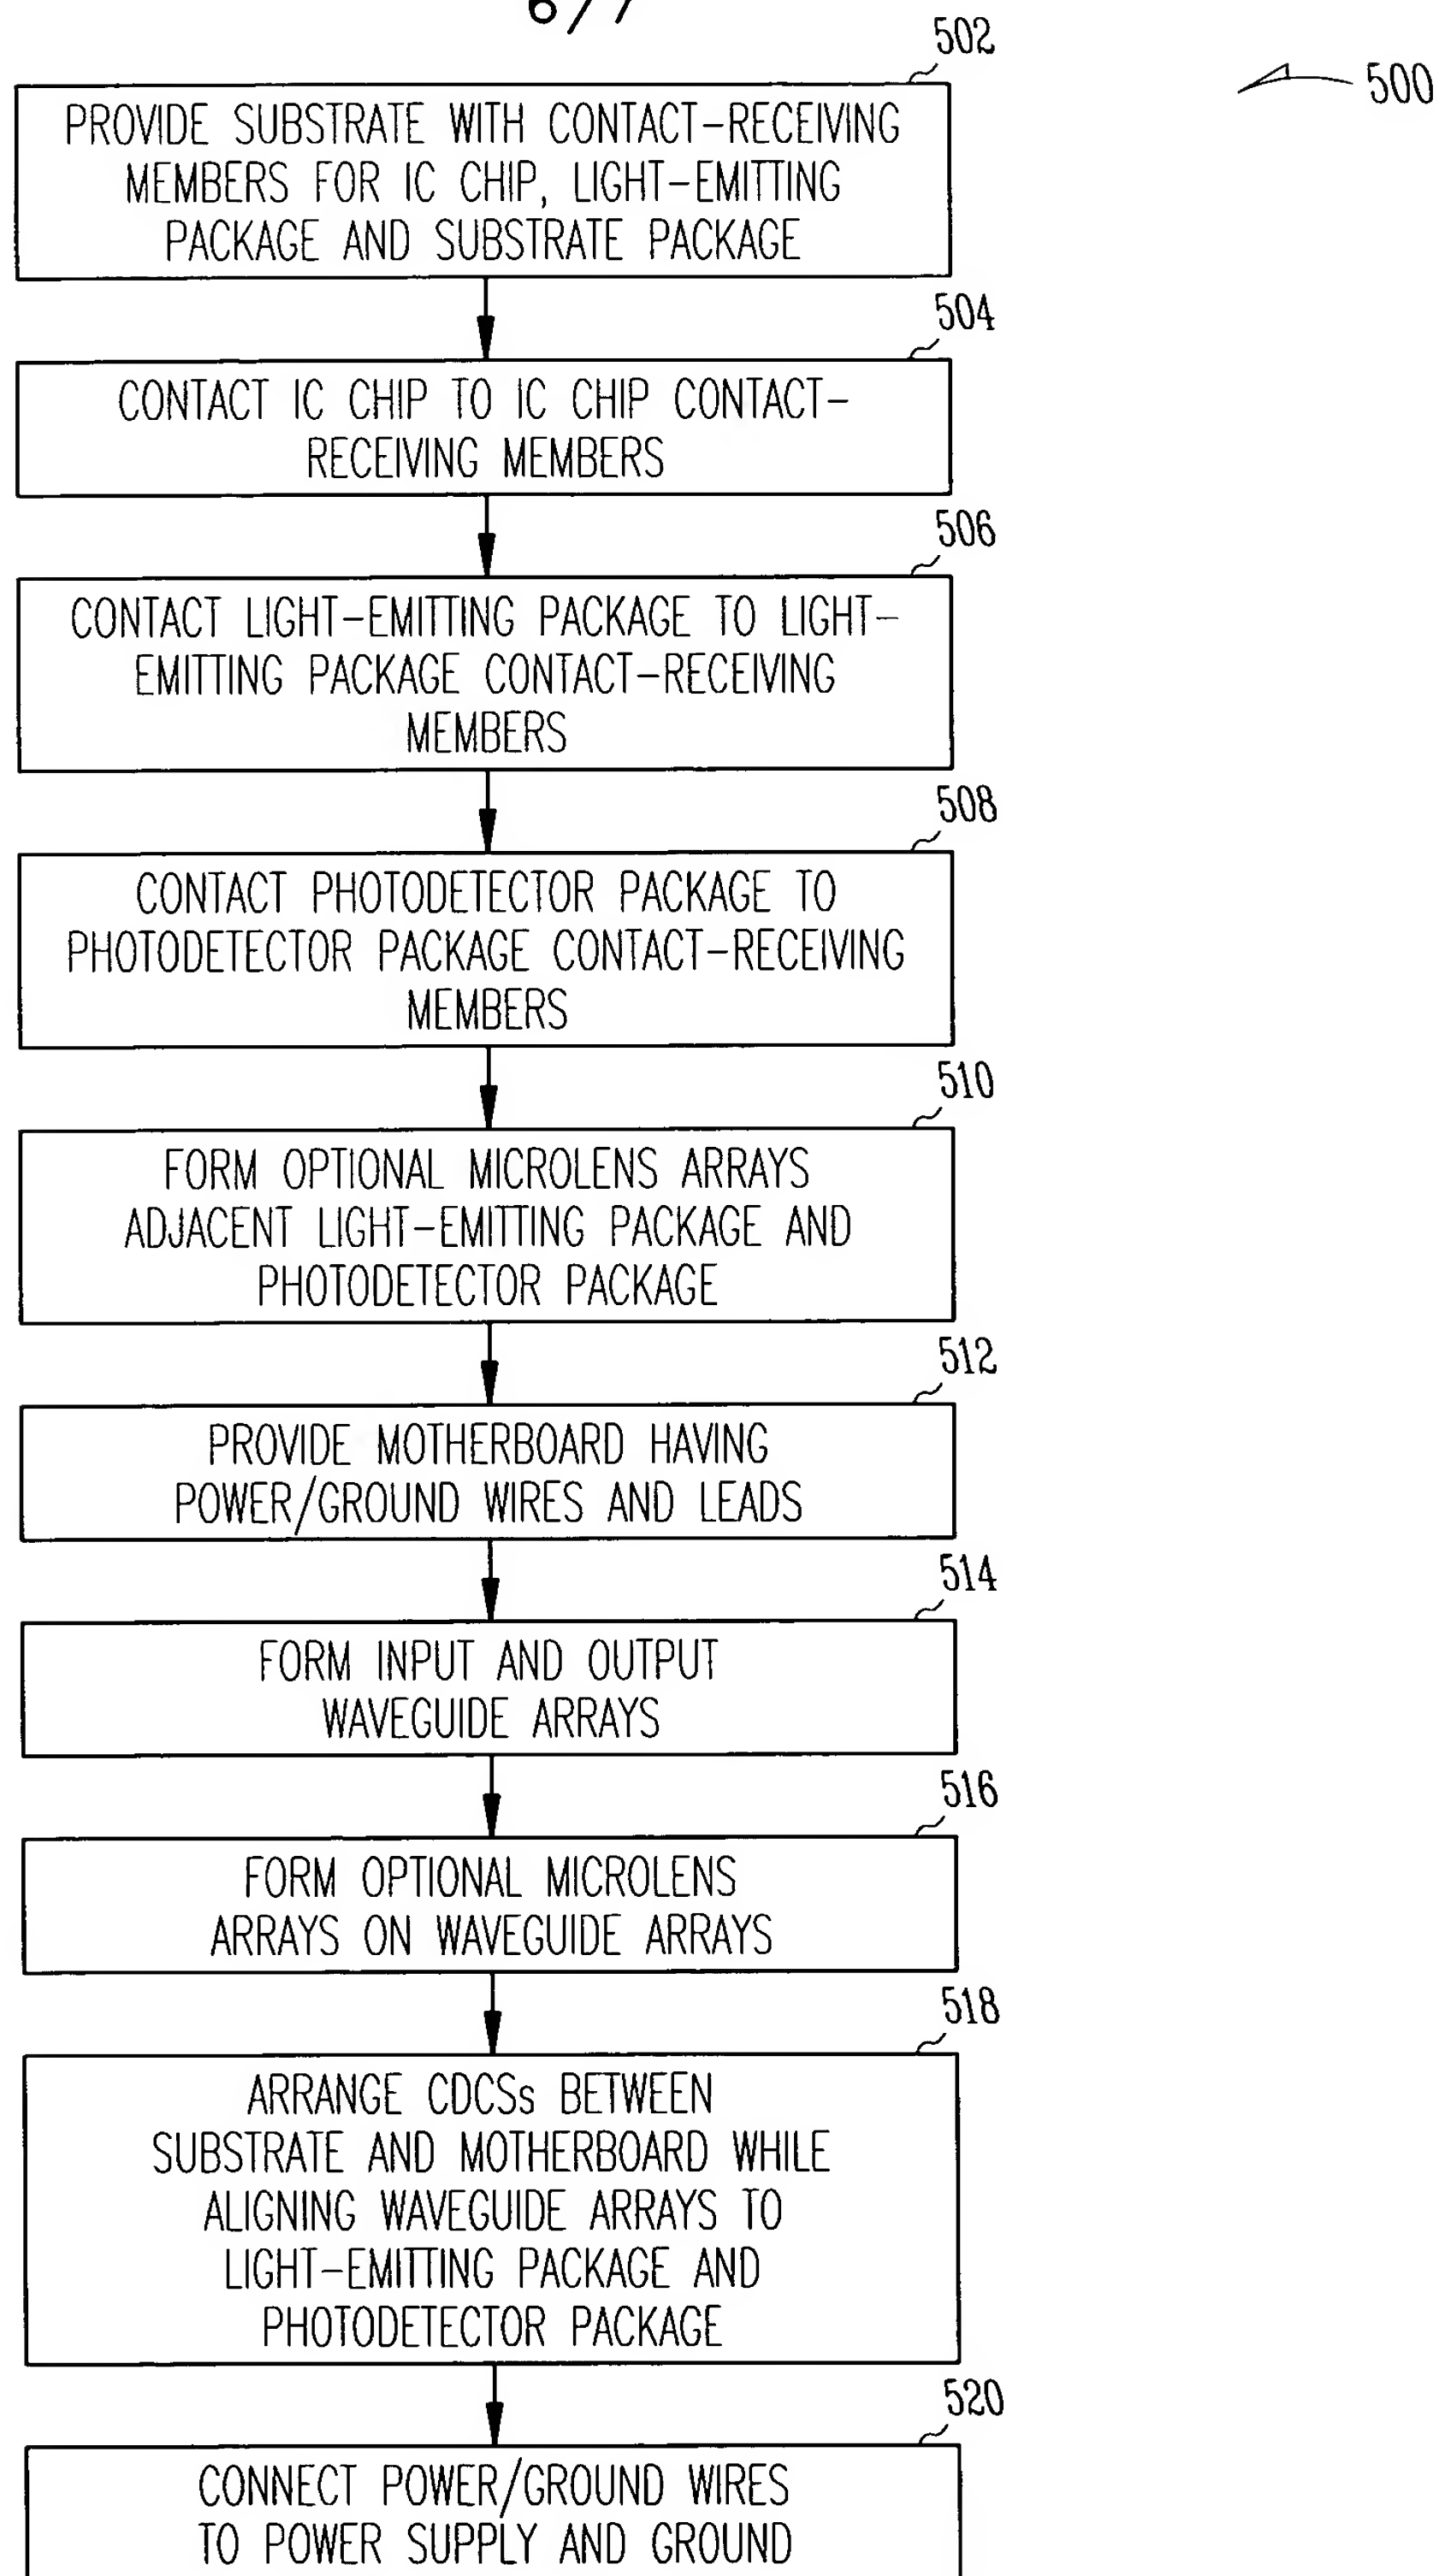 6/7
502
500
PROVIDE SUBSTRATE WITH CONTACT-RECEIVING
MEMBERS FOR IC CHIP, LIGHT-EMITTING
PACKAGE AND SUBSTRATE PACKAGE
504
CONTACT IC CHIP TO IC CHIP CONTACT-
RECEIVING MEMBERS
506
CONTACT LIGHT-EMITTING PACKAGE TO LIGHT-
EMITTING PACKAGE CONTACT-RECEIVING
MEMBERS
508
CONTACT PHOTODETECTOR PACKAGE TO
PHOTODETECTOR PACKAGE CONTACT-RECEIVING
MEMBERS
510
FORM OPTIONAL MICROLENS ARRAYS
ADJACENT LIGHT-EMITTING PACKAGE AND
PHOTODETECTOR PACKAGE
512
PROVIDE MOTHERBOARD HAVING
POWER/GROUND WIRES AND LEADS
514
FORM INPUT AND OUTPUT
WAVEGUIDE ARRAYS
516
FORM OPTIONAL MICROLENS
ARRAYS ON WAVEGUIDE ARRAYS
518
ARRANGE CDCSs BETWEEN
SUBSTRATE AND MOTHERBOARD WHILE
ALIGNING WAVEGUIDE ARRAYS TO
LIGHT-EMITTING PACKAGE AND
PHOTODETECTOR PACKAGE
520
CONNECT POWER/GROUND WIRES
TO POWER SUPPLY AND GROUND